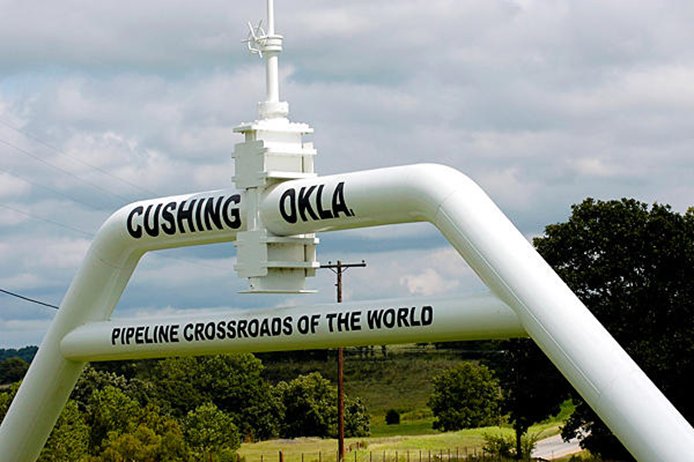 CUSHING OKLA.
PIPELINE CROSSROADS OF THE WORLD